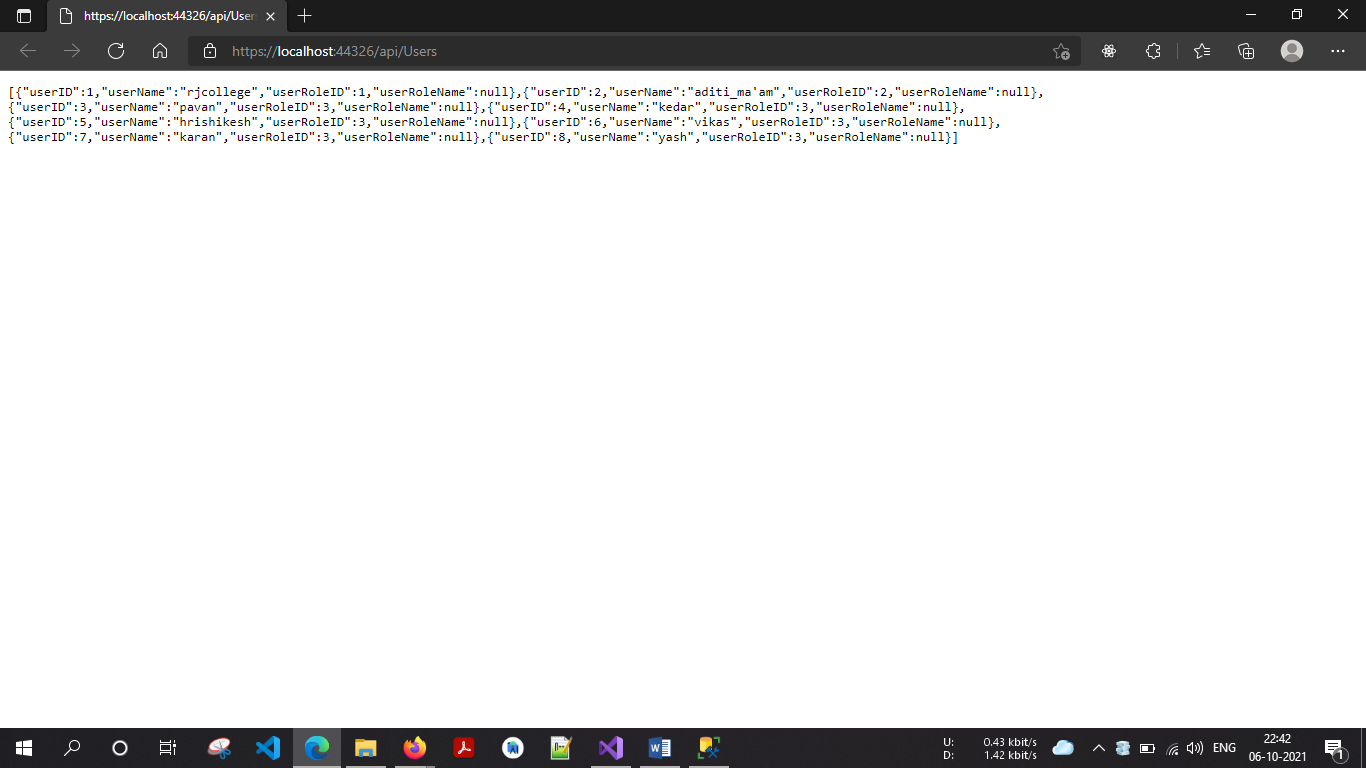 https://localhost:44326/api/User
https://localhost:44326/api/Users
[{"userID":1,"userName":"rjcollege","userRoleID":1,"userRoleName":null},{"userID":2,"userName":"aditi_ma'am","userRoleID":2,"userRoleName":null},
{"userID":3,"userName":"pavan","userRoleID":3,"userRoleName":null},{"userID":4,"userName":"kedar","userRoleID":3,"userRoleName":null},
{"userID":5,"userName":"hrishikesh","userRoleID":3,"userRoleName":null},{"userID":6,"userName":"vikas","userRoleID":3,"userRoleName":null},
{"userID":7,"userName":"karan","userRoleID":3,"userRoleName":null},{"userID":8,"userName":"yash","userRoleID":3,"userRoleName":null}]
U: 0.43 kbit/s
D: 1.42 kbit/s
ENG
22:42
06-10-2021
1